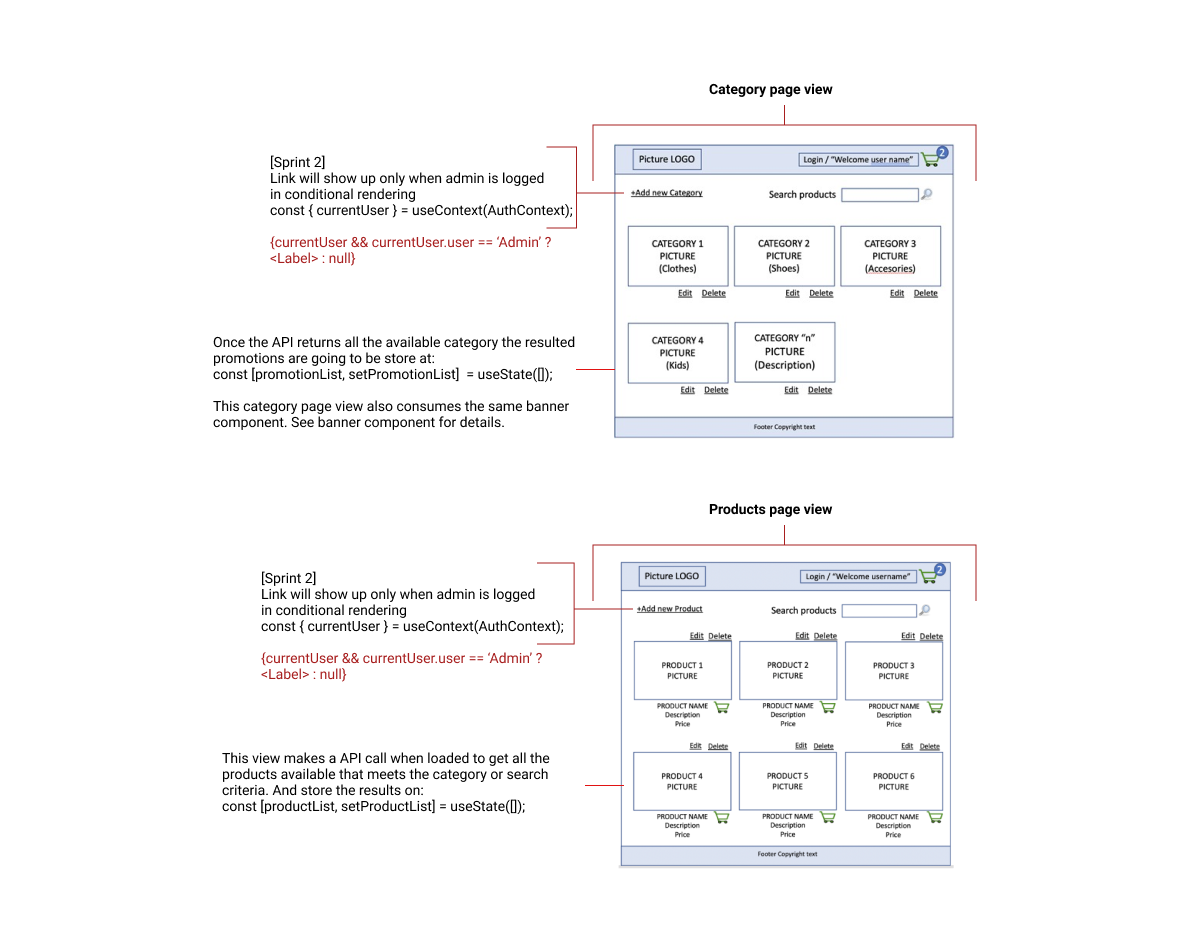 Category page view
[Sprint 2]
Link will show up only when admin is logged
in conditional rendering
const { currentUser } = useContext(AuthContext);
{currentUser && currentUser.user == ‘Admin’ ?
<Label> : null}
Once the API returns all the available category the resulted
promotions are going to be store at:
const [promotionList, setPromotionList]  = useState([]);
This category page view also consumes the same banner
component. See banner component for details.
Picture LOGO
Login / “Welcome user name”
2
+Add new Category
Search products
CATEGORY 1
PICTURE
(Clothes)
CATEGORY 2
PICTURE
(Shoes)
CATEGORY 3
PICTURE
(Accesories)
Edit Delete
Edit Delete
Edit Delete
CATEGORY 4
PICTURE
(Kids)
CATEGORY “n”
PICTURE
(Description)
Edit Delete
Edit Delete
Footer Copyright text
Products page view
[Sprint 2]
Link will show up only when admin is logged
in conditional rendering
const { currentUser } = useContext(AuthContext);
{currentUser && currentUser.user == ‘Admin’ ?
<Label> : null}
This view makes a API call when loaded to get all the
products available that meets the category or search
criteria. And store the results on:
const [productList, setProductList] = useState([]);
Picture LOGO
Login / “Welcome username”
2
+Add new Product
Search products
Edit Delete
Edit Delete
Edit Delete
PRODUCT 1
PICTURE
PRODUCT 2
PICTURE
PRODUCT 3
PICTURE
PRODUCT NAME
Description
Price
PRODUCT NAME
Description
Price
PRODUCT NAME
Description
Price
Edit Delete
Edit Delete
Edit Delete
PRODUCT 4
PICTURE
PRODUCT 5
PICTURE
PRODUCT 6
PICTURE
PRODUCT NAME
Description
Price
PRODUCT NAME
Description
Price
PRODUCT NAME
Description
Price
Footer Copyright text